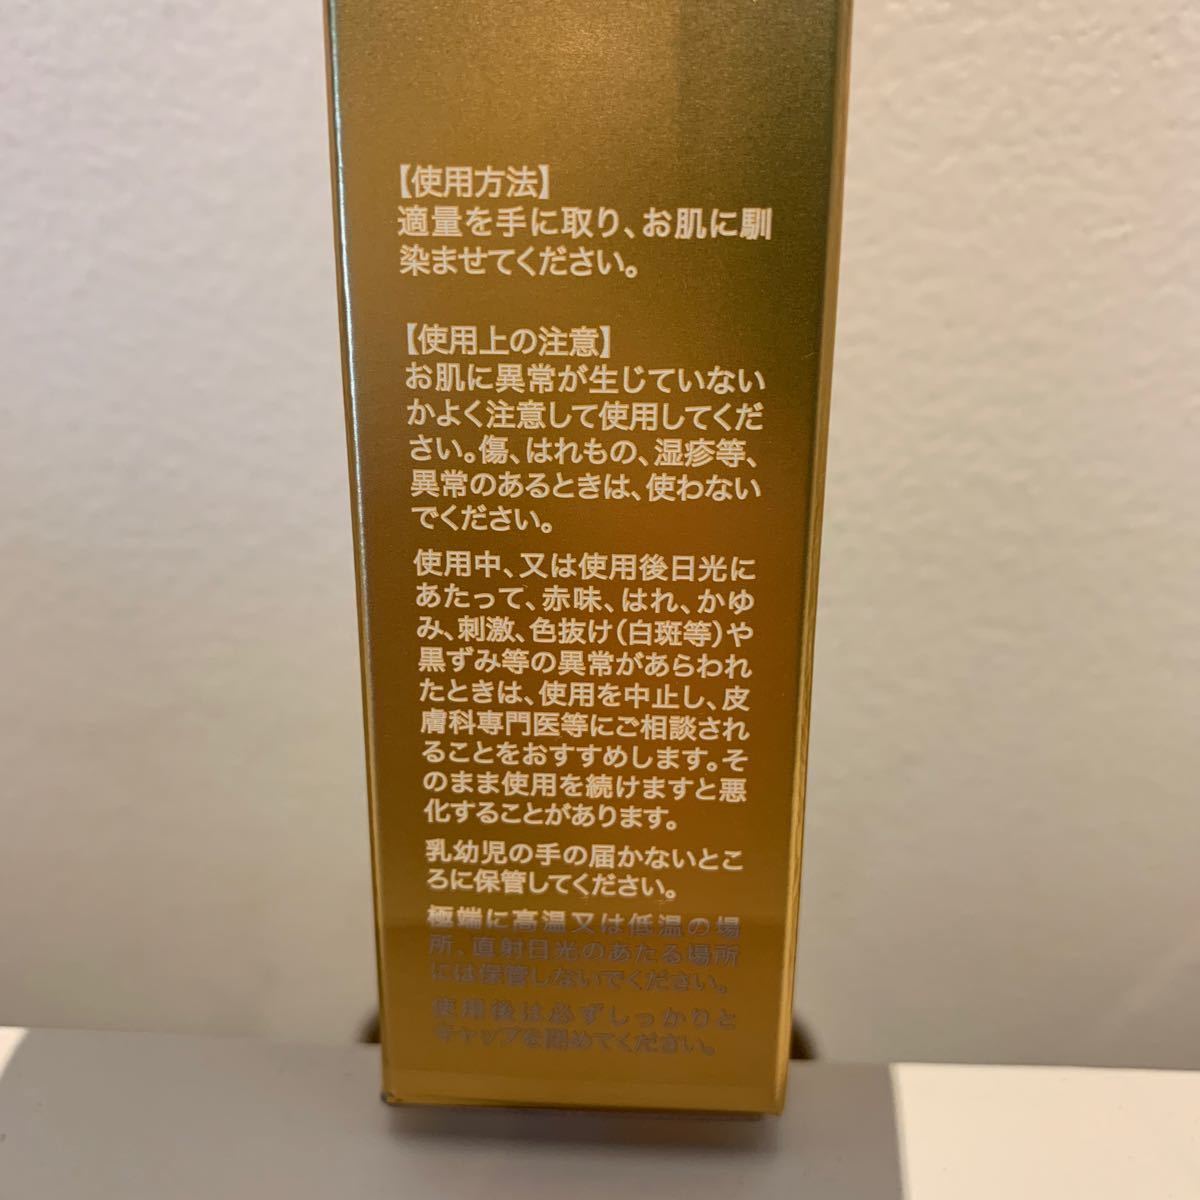 【使用方法】
適量を手に取り、お肌に馴
染ませてください。
【使用上の注意】
お肌に異常が生じていない
かよく注意して使用してくだ
さい。傷、はれもの、湿疹等、
異常のあるときは、使わない
でください。
使用中、又は使用後日光に
あたって、赤味、はれ、かゆ
み、刺激、色抜け(白斑等)や
黒ずみ等の異常があらわれ
たときは、使用を中止し、皮
膚科専門医等にご相談され
ることをおすすめします。そ
のまま使用を続けますと悪
化することがあります。
乳幼児の手の届かないとこ
ろに保管してください。
極端に高温又は低温の場
所、直射日光のあたる場所
には保管しないでください。
使用後は必ずしっかりと
キャップを閉めてください。